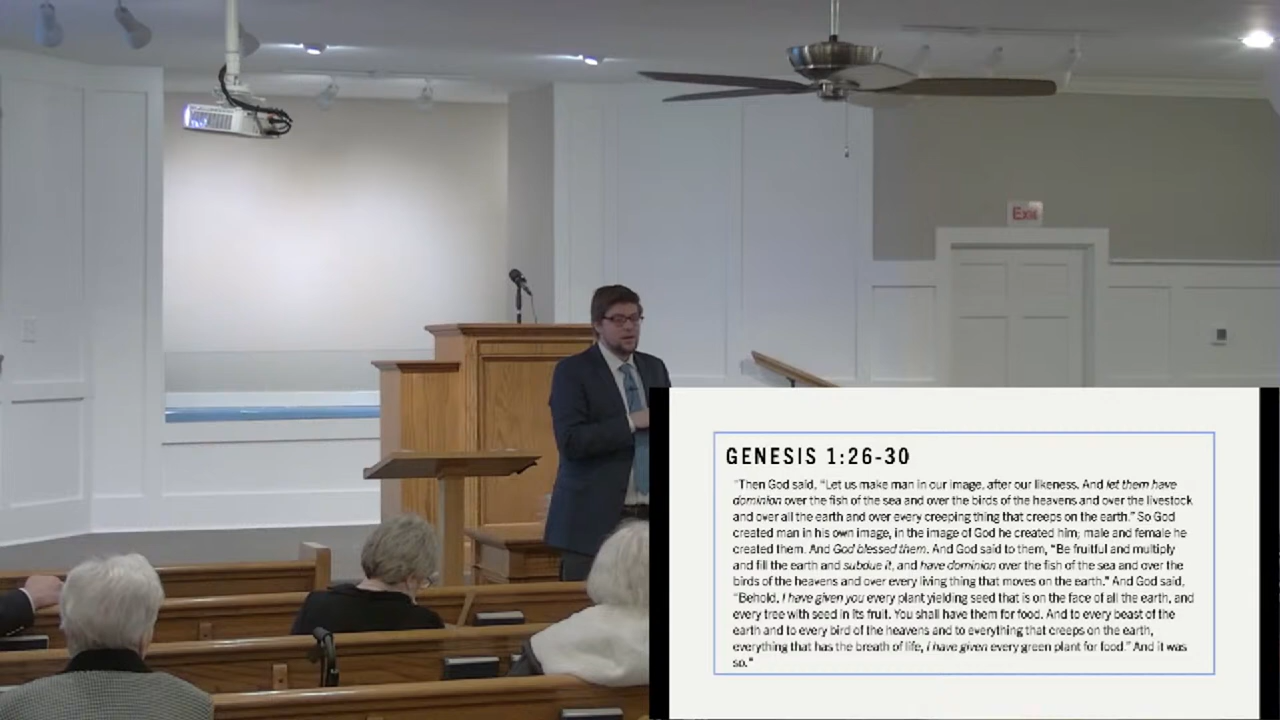 Exit
GENESIS 1:26-30
"Then God said, “Let us make man in our image, after our likeness. And let them have
dominion over the fish of the sea and over the birds of the heavens and over the livestock
and over all the earth and over every creeping thing that creeps on the earth.” So God
created man in his own image, in the image of God he created him; male and female he
created them. And God blessed them. And God said to them, “Be fruitful and multiply
and fill the earth and subdue it, and have dominion over the fish of the sea and over the
birds of the heavens and over every living thing that moves on the earth.” And God said,
“Behold, I have given you every plant yielding seed that is on the face of all the earth, and
every tree with seed in its fruit. You shall have them for food. And to every beast of the
earth and to every bird of the heavens and to everything that creeps on the earth,
everything that has the breath of life, I have given every green plant for food.” And it was
so."